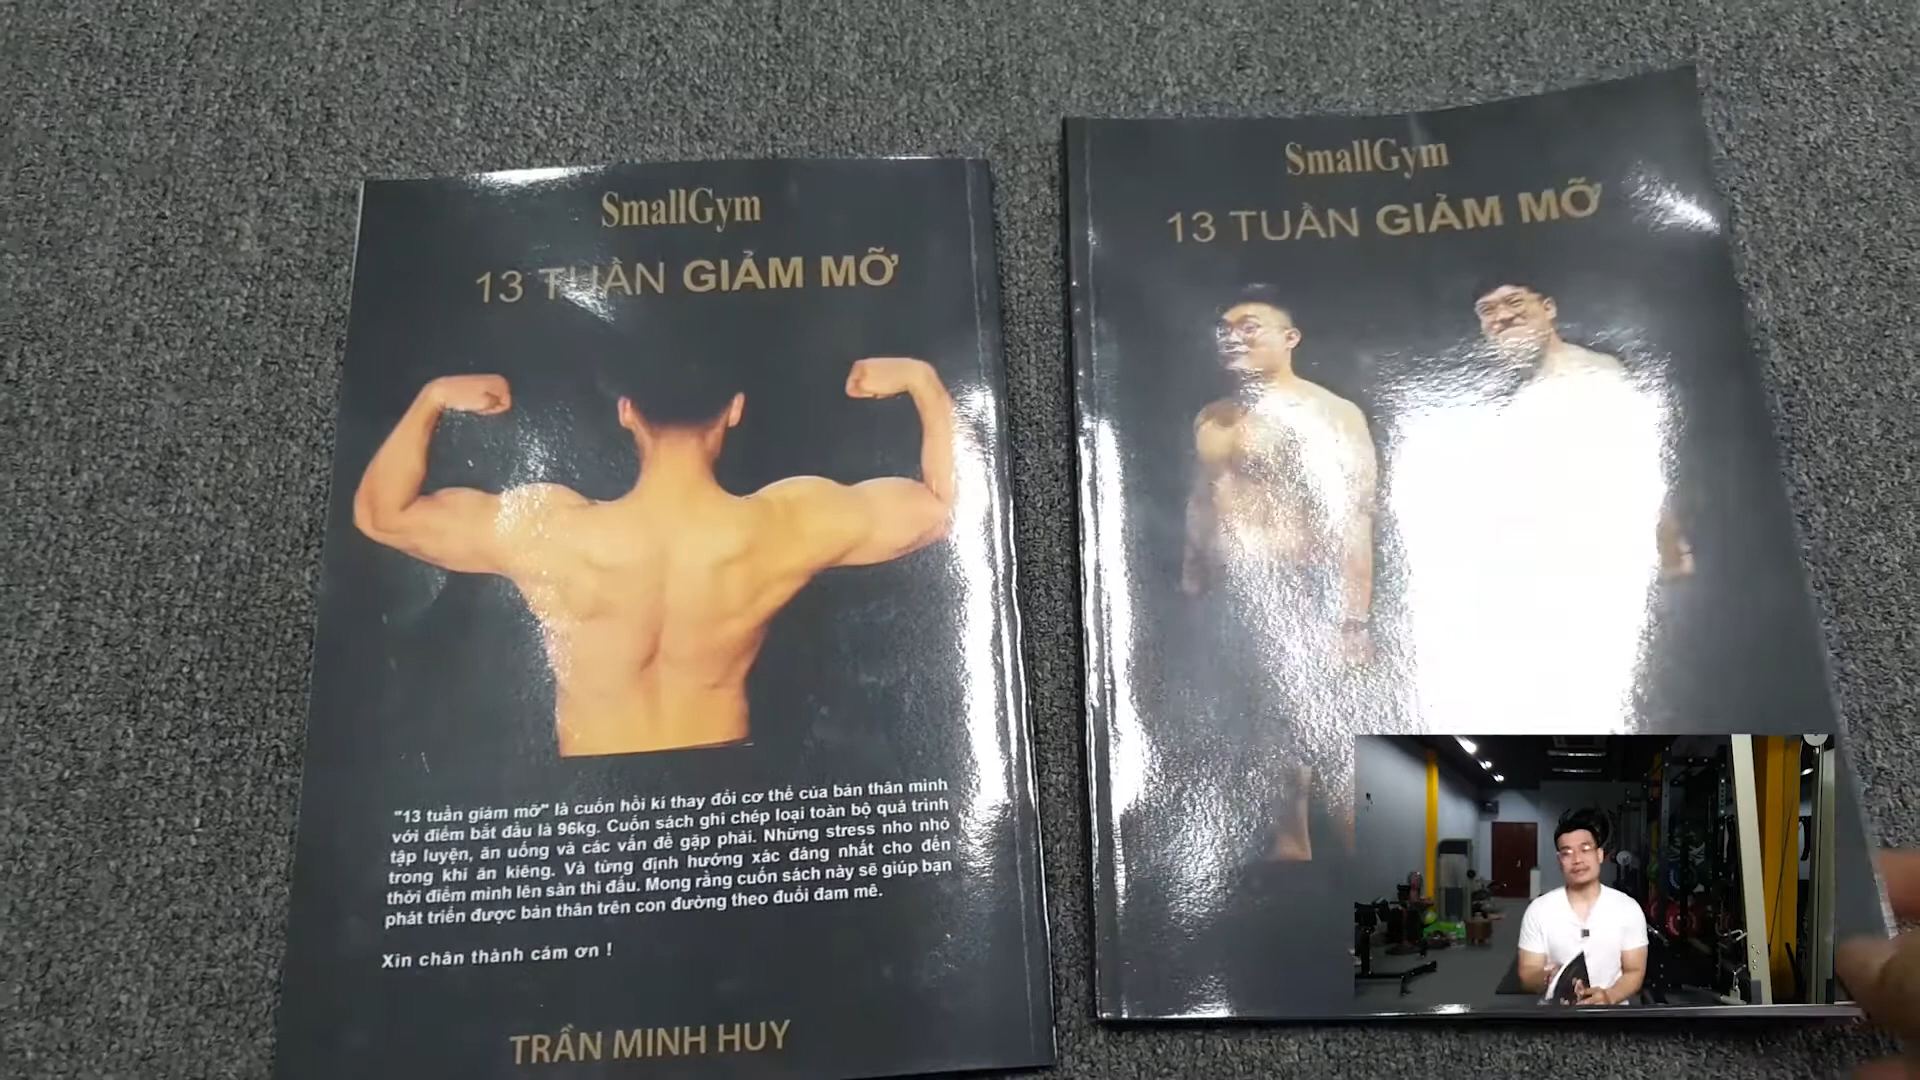 SmallGym
13 TUẦN GIẢM MỠ
"13 tuần giảm mỡ" là cuốn hồi kí thay đổi cơ thể của bản thân mình
với điểm bắt đầu là 96kg. Cuốn sách ghi chép loại toàn bộ quá trình
tập luyện, ăn uống và các vấn đề gặp phải. Những stress nho nhỏ
trong khi ăn kiêng. Và từng định hướng xác đáng nhất cho đến
thời điểm mình lên sàn thi đấu. Mong rằng cuốn sách này sẽ giúp bạn
phát triển được bản thân trên con đường theo đuổi đam mê.
Xin chân thành cám ơn !
TRẦN MINH HUY
SmallGym
13 TUẦN GIẢM MỠ